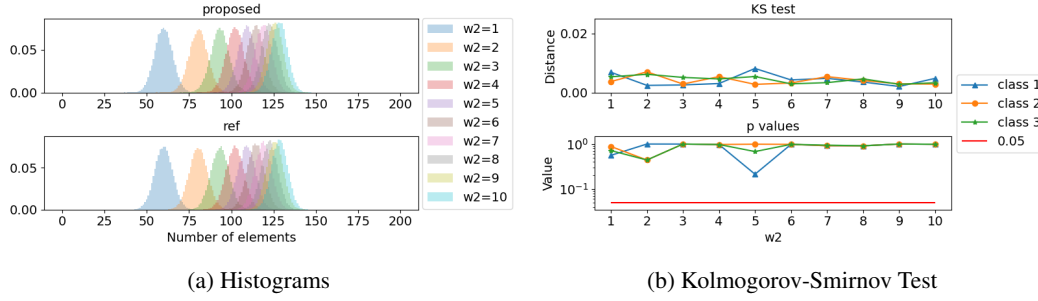 proposed
0.05
0.00
0 25 50 75 100 125 150 175 200
ref
0.05
0.00
0 25 50 75 100 125 150 175 200
Number of elements
w2=1
w2=2
w2=3
w2=4
w2=5
w2=6
w2=7
w2=8
w2=9
w2=10
(a) Histograms
KS test
Distance
0.02
0.00
1 2 3 4 5 6 7 8 9 10
p values
Value
10⁰
10⁻¹
1 2 3 4 5 6 7 8 9 10
w2
class 1
class 2
class 3
0.05
(b) Kolmogorov-Smirnov Test